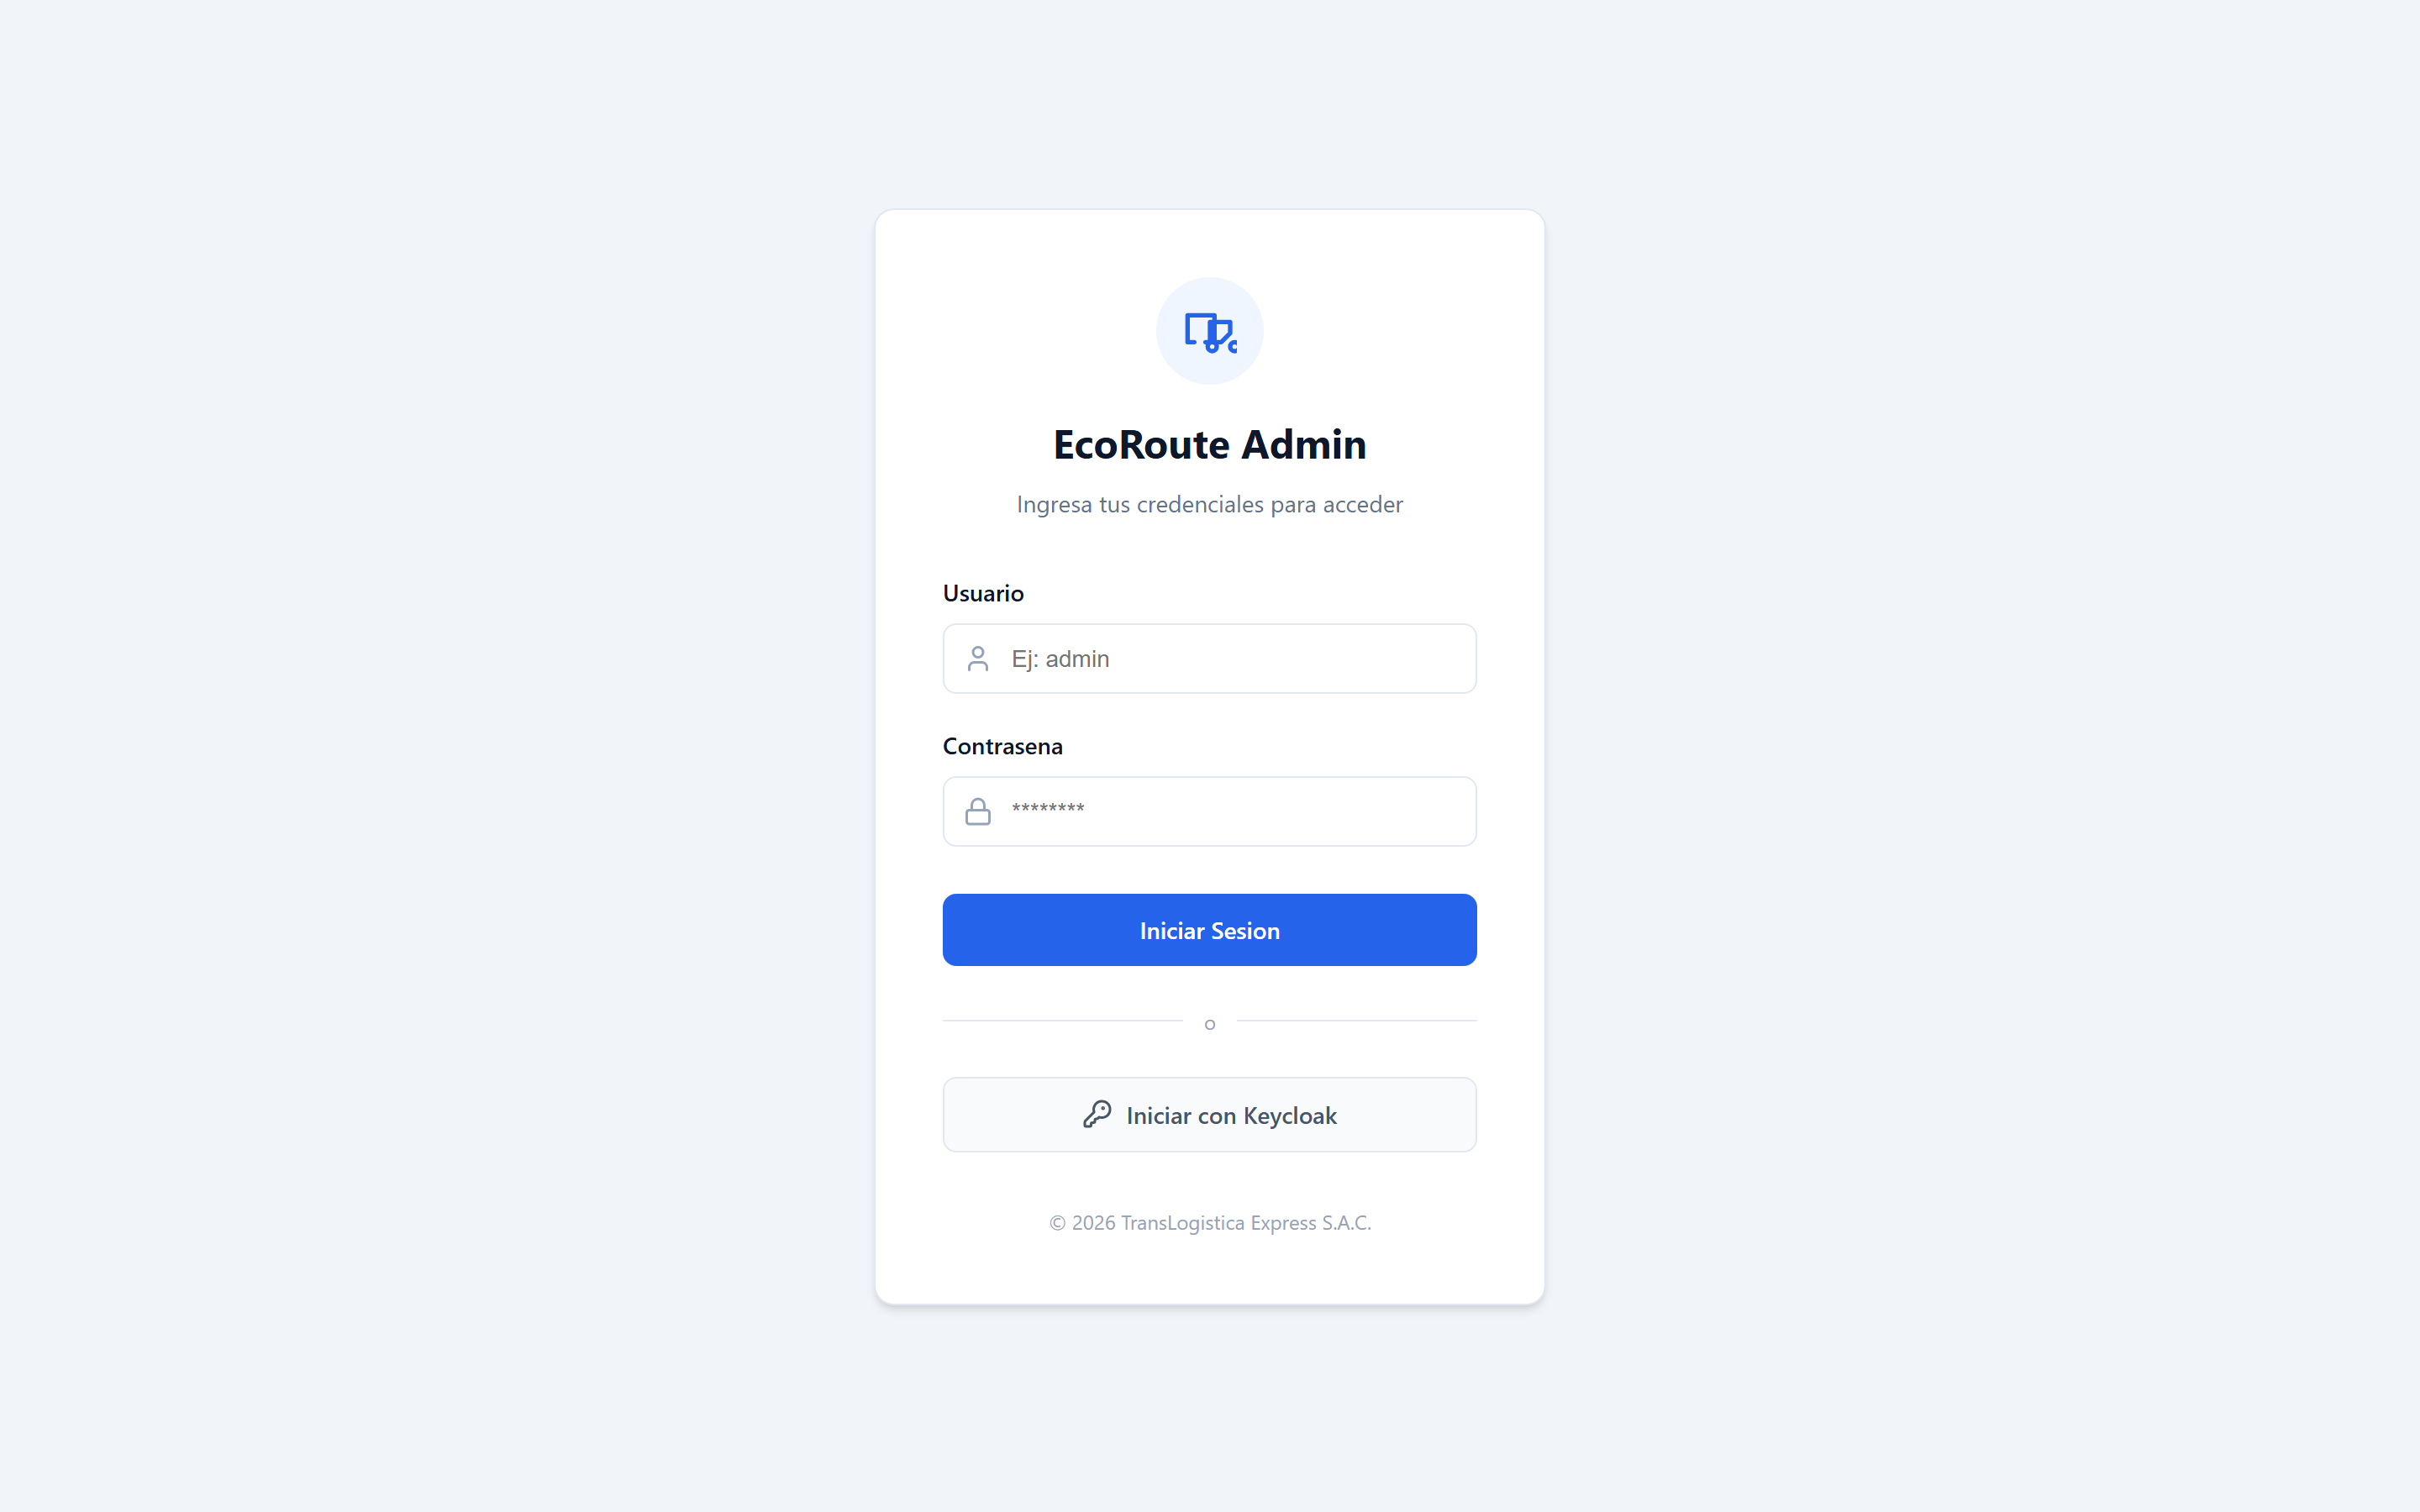 EcoRoute Admin
Ingresa tus credenciales para acceder
Usuario
Ej: admin
Contrasena
********
Iniciar Sesion
o
Iniciar con Keycloak
© 2026 TransLogistica Express S.A.C.